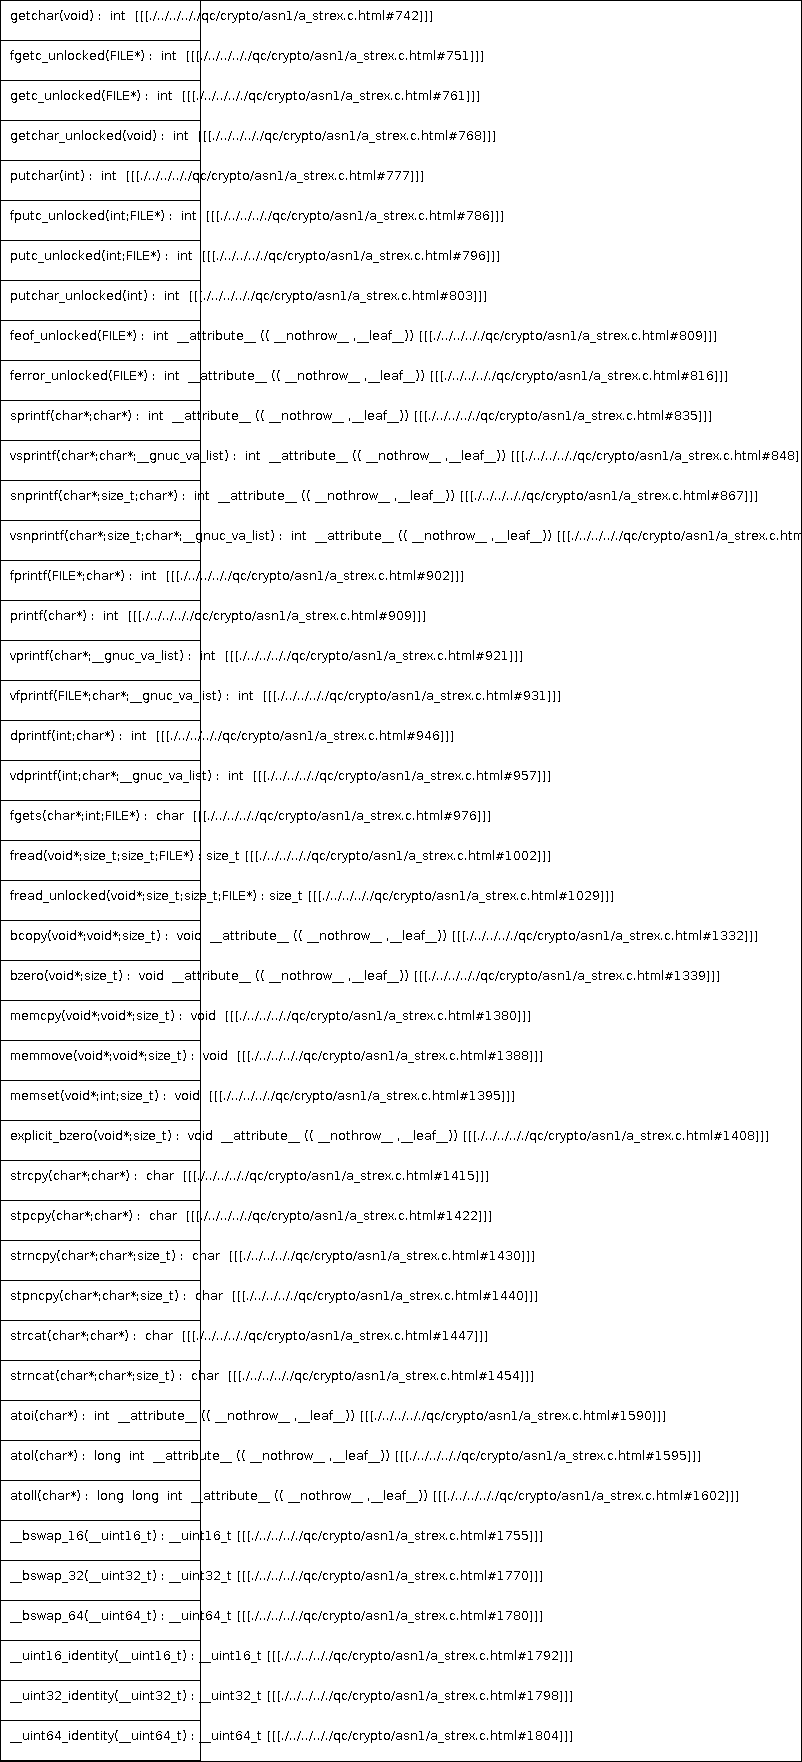 getchar(void) : int [[[./../../../qc/crypto/asn1/a_strex.c.html#742]]]
fgetc_unlocked(FILE*) : int [[[./../../../qc/crypto/asn1/a_strex.c.html#751]]]
getc_unlocked(FILE*) : int [[[./../../../qc/crypto/asn1/a_strex.c.html#761]]]
getchar_unlocked(void) : int [[[./../../../qc/crypto/asn1/a_strex.c.html#768]]]
putchar(int) : int [[[./../../../qc/crypto/asn1/a_strex.c.html#777]]]
fputc_unlocked(int;FILE*) : int [[[./../../../qc/crypto/asn1/a_strex.c.html#786]]]
putc_unlocked(int;FILE*) : int [[[./../../../qc/crypto/asn1/a_strex.c.html#796]]]
putchar_unlocked(int) : int [[[./../../../qc/crypto/asn1/a_strex.c.html#803]]]
feof_unlocked(FILE*) : int __attribute__ (( __nothrow__ ,__leaf__)) [[[./../../../qc/crypto/asn1/a_strex.c.html#809]]]
ferror_unlocked(FILE*) : int __attribute__ (( __nothrow__ ,__leaf__)) [[[./../../../qc/crypto/asn1/a_strex.c.html#816]]]
sprintf(char*;char*) : int __attribute__ (( __nothrow__ ,__leaf__)) [[[./../../../qc/crypto/asn1/a_strex.c.html#835]]]
vsprintf(char*;char*;__gnuc_va_list) : int __attribute__ (( __nothrow__ ,__leaf__)) [[[./../../../qc/crypto/asn1/a_strex.c.html#848]
snprintf(char*;size_t;char*) : int __attribute__ (( __nothrow__ ,__leaf__)) [[[./../../../qc/crypto/asn1/a_strex.c.html#867]]]
vsnprintf(char*;size_t;char*;__gnuc_va_list) : int __attribute__ (( __nothrow__ ,__leaf__)) [[[./../../../qc/crypto/asn1/a_strex.c.htm
fprintf(FILE*;char*) : int [[[./../../../qc/crypto/asn1/a_strex.c.html#902]]]
printf(char*) : int [[[./../../../qc/crypto/asn1/a_strex.c.html#909]]]
vprintf(char*;__gnuc_va_list) : int [[[./../../../qc/crypto/asn1/a_strex.c.html#921]]]
vfprintf(FILE*;char*;__gnuc_va_list) : int [[[./../../../qc/crypto/asn1/a_strex.c.html#931]]]
dprintf(int;char*) : int [[[./../../../qc/crypto/asn1/a_strex.c.html#946]]]
vdprintf(int;char*;__gnuc_va_list) : int [[[./../../../qc/crypto/asn1/a_strex.c.html#957]]]
fgets(char*;int;FILE*) : char [[[./../../../qc/crypto/asn1/a_strex.c.html#976]]]
fread(void*;size_t;size_t;FILE*) : size_t [[[./../../../qc/crypto/asn1/a_strex.c.html#1002]]]
fread_unlocked(void*;size_t;size_t;FILE*) : size_t [[[./../../../qc/crypto/asn1/a_strex.c.html#1029]]]
bcopy(void*;void*;size_t) : void __attribute__ (( __nothrow__ ,__leaf__)) [[[./../../../qc/crypto/asn1/a_strex.c.html#1332]]]
bzero(void*;size_t) : void __attribute__ (( __nothrow__ ,__leaf__)) [[[./../../../qc/crypto/asn1/a_strex.c.html#1339]]]
memcpy(void*;void*;size_t) : void [[[./../../../qc/crypto/asn1/a_strex.c.html#1380]]]
memmove(void*;void*;size_t) : void [[[./../../../qc/crypto/asn1/a_strex.c.html#1388]]]
memset(void*;int;size_t) : void [[[./../../../qc/crypto/asn1/a_strex.c.html#1395]]]
explicit_bzero(void*;size_t) : void __attribute__ (( __nothrow__ ,__leaf__)) [[[./../../../qc/crypto/asn1/a_strex.c.html#1408]]]
strcpy(char*;char*) : char [[[./../../../qc/crypto/asn1/a_strex.c.html#1415]]]
stpcpy(char*;char*) : char [[[./../../../qc/crypto/asn1/a_strex.c.html#1422]]]
strncpy(char*;char*;size_t) : char [[[./../../../qc/crypto/asn1/a_strex.c.html#1430]]]
stpncpy(char*;char*;size_t) : char [[[./../../../qc/crypto/asn1/a_strex.c.html#1440]]]
strcat(char*;char*) : char [[[./../../../qc/crypto/asn1/a_strex.c.html#1447]]]
strncat(char*;char*;size_t) : char [[[./../../../qc/crypto/asn1/a_strex.c.html#1454]]]
atoi(char*) : int __attribute__ (( __nothrow__ ,__leaf__)) [[[./../../../qc/crypto/asn1/a_strex.c.html#1590]]]
atol(char*) : long int __attribute__ (( __nothrow__ ,__leaf__)) [[[./../../../qc/crypto/asn1/a_strex.c.html#1595]]]
atoll(char*) : long long int __attribute__ (( __nothrow__ ,__leaf__)) [[[./../../../qc/crypto/asn1/a_strex.c.html#1602]]]
__bswap_16(__uint16_t) : __uint16_t [[[./../../../qc/crypto/asn1/a_strex.c.html#1755]]]
__bswap_32(__uint32_t) : __uint32_t [[[./../../../qc/crypto/asn1/a_strex.c.html#1770]]]
__bswap_64(__uint64_t) : __uint64_t [[[./../../../qc/crypto/asn1/a_strex.c.html#1780]]]
__uint16_identity(__uint16_t) : __uint16_t [[[./../../../qc/crypto/asn1/a_strex.c.html#1792]]]
__uint32_identity(__uint32_t) : __uint32_t [[[./../../../qc/crypto/asn1/a_strex.c.html#1798]]]
__uint64_identity(__uint64_t) : __uint64_t [[[./../../../qc/crypto/asn1/a_strex.c.html#1804]]]